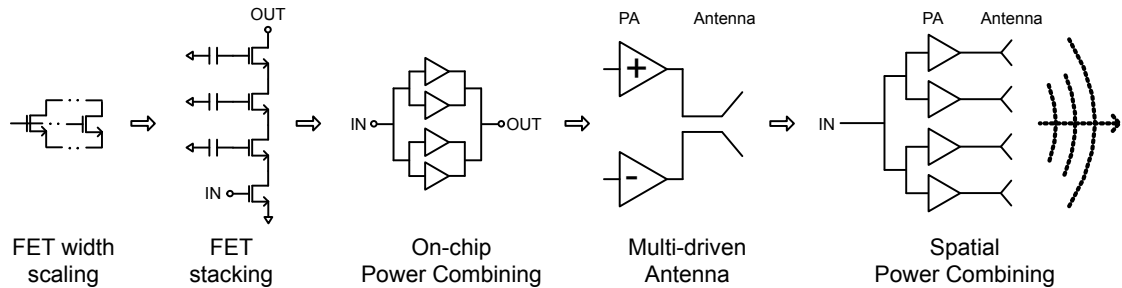 OUT
PA
Antenna
PA
Antenna
+
IN
OUT
IN
IN
-
FET width
scaling
FET
stacking
On-chip
Power Combining
Multi-driven
Antenna
Spatial
Power Combining